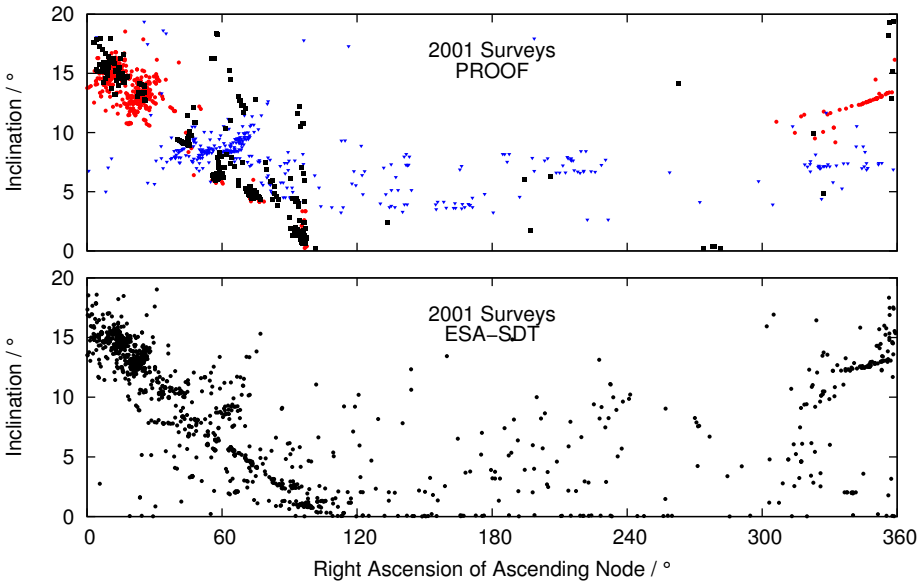 20
15
10
5
0
Inclination / °
2001 Surveys
PROOF
20
15
10
5
0
Inclination / °
2001 Surveys
ESA−SDT
0 60 120 180 240 300 360
Right Ascension of Ascending Node / °